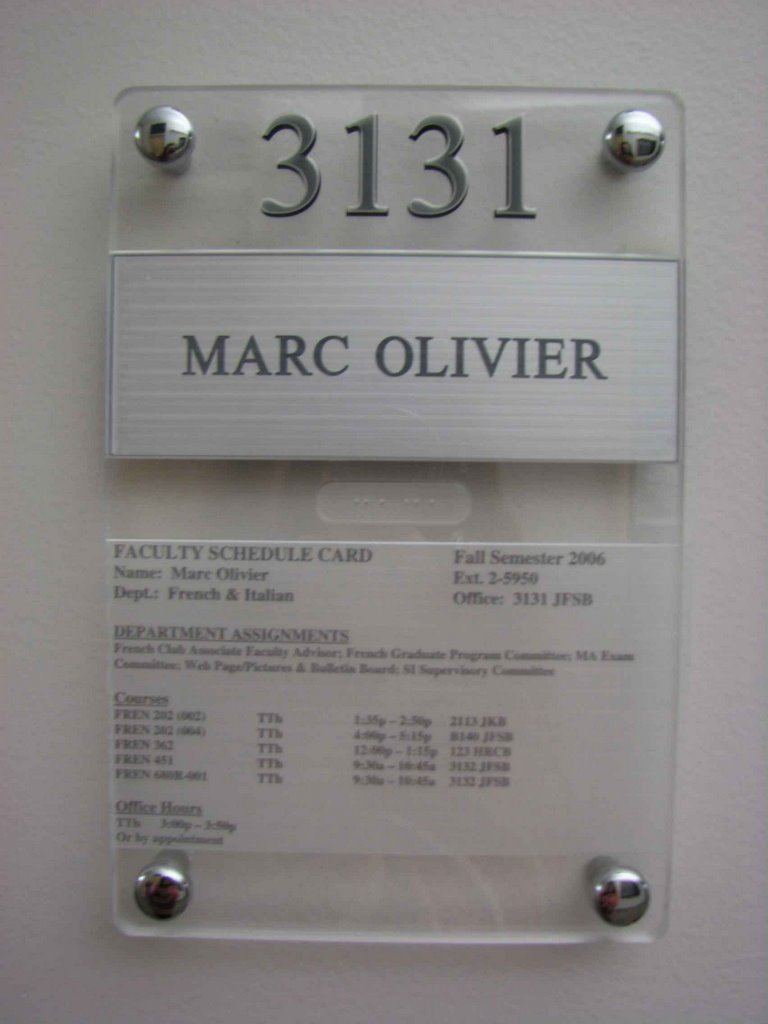 3131
MARC OLIVIER
FACULTY SCHEDULE CARD Fall Semester 2006
Name: Marc Olivier Ext. 2-5950
Dept.: French & Italian Office: 3131 JFSB
DEPARTMENT ASSIGNMENTS
French Club Associate Faculty Advisor; French Graduate Program Committee; MA Exam
Committee; Web Page/Pictures & Bulletin Board; SI Supervisory Committee
Courses
FREN 202 (002) TTh 1:35p – 2:50p 2113 JKB
FREN 202 (004) TTh 4:00p – 5:15p B140 JFSB
FREN 362 TTh 12:00p – 1:15p 123 HRCB
FREN 451 TTh 9:30a – 10:45a 3132 JFSB
FREN 680R-001 TTh 9:30a – 10:45a 3132 JFSB
Office Hours
TTh 3:00p – 3:50p
Or by appointment